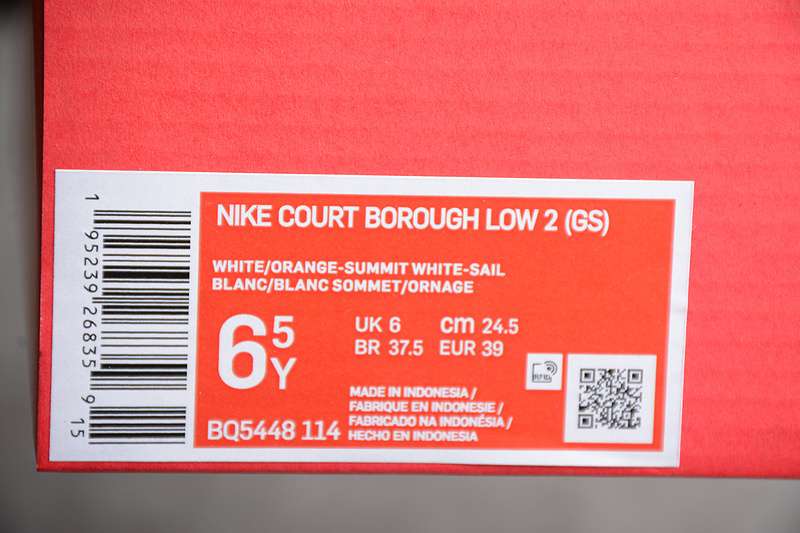 NIKE COURT BOROUGH LOW 2 (GS)
WHITE/ORANGE-SUMMIT WHITE-SAIL
BLANC/BLANC SOMMET/ORNAGE
6 5 Y
UK 6 cm 24.5
BR 37.5 EUR 39
MADE IN INDONESIA /
FABRIQUE EN INDONESIE /
FABRICADO NA INDONÉSIA /
HECHO EN INDONESIA
BQ5448 114
RFID
1 95239 26835 9 15